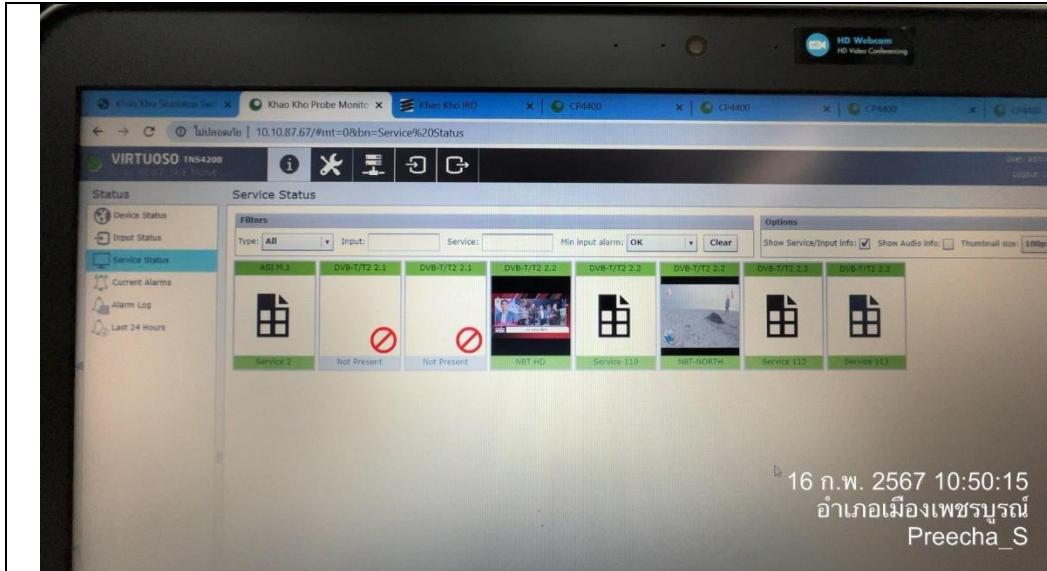 HD Webcam
HD Video Conferencing
Khao Kho Probe Monito
Khao Kho IRD
CP4400
CP4400
CP4400
CP4400
ไม่ปลอดภัย | 10.10.87.67/#mt=0&bn=Service%20Status
VIRTUOSO TNS4200
Status
Service Status
Device Status
Input Status
Service Status
Current Alarms
Alarm Log
Last 24 Hours
Filters
Options
Type: All Input: Service: Min input alarm: OK Clear
Show Service/Input info: Show Audio info: Thumbnail size:
ASI M.1 DVB-T/T2 2.1 DVB-T/T2 2.1 DVB-T/T2 2.2 DVB-T/T2 2.2 DVB-T/T2 2.2 DVB-T/T2 2.2 DVB-T/T2 2.2
Service 2 Not Present Not Present NBT HD Service 110 NBT-NORTH Service 112 Service 113
16 ก.พ. 2567 10:50:15
อำเภอเมืองเพชรบูรณ์
Preecha_S